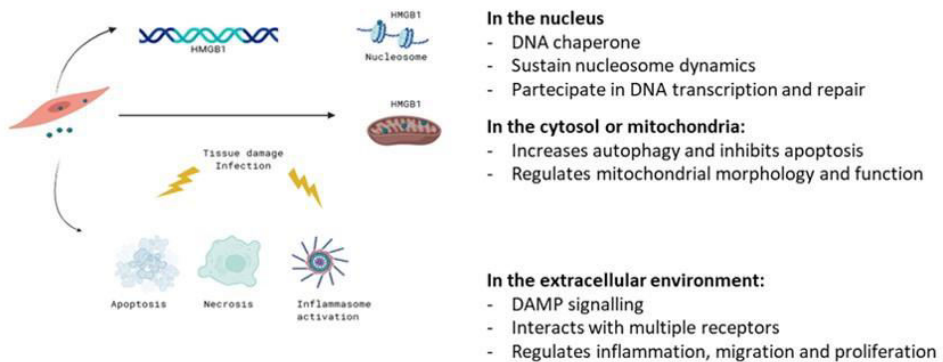 HMGB1
HMGB1
Nucleosome
HMGB1
Tissue damage
Infection
Apoptosis
Necrosis
Inflammasome
activation
In the nucleus
- DNA chaperone
- Sustain nucleosome dynamics
- Partecipate in DNA transcription and repair
In the cytosol or mitochondria:
- Increases autophagy and inhibits apoptosis
- Regulates mitochondrial morphology and function
In the extracellular environment:
- DAMP signalling
- Interacts with multiple receptors
- Regulates inflammation, migration and proliferation